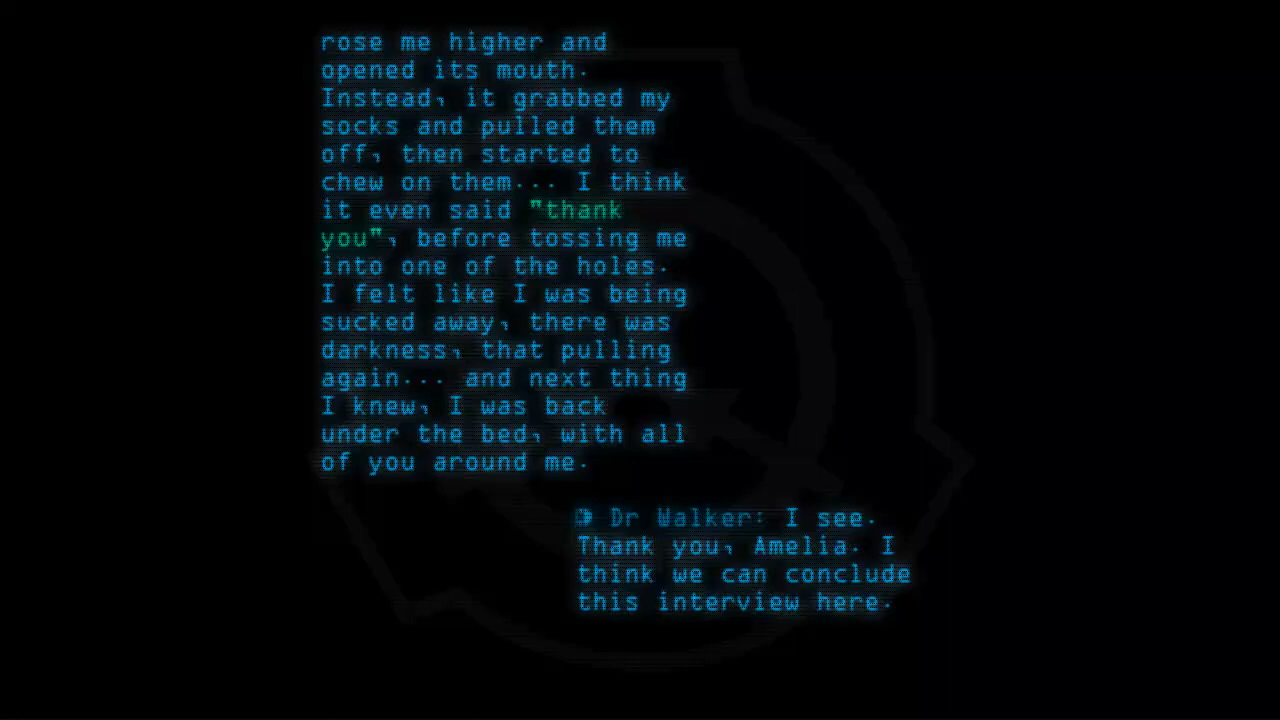 rose me higher and
opened its mouth.
Instead, it grabbed my
socks and pulled them
off, then started to
chew on them... I think
it even said "thank
you", before tossing me
into one of the holes.
I felt like I was being
sucked away, there was
darkness, that pulling
again... and next thing
I knew, I was back
under the bed, with all
of you around me.
Dr Walker: I see.
Thank you, Amelia. I
think we can conclude
this interview here.